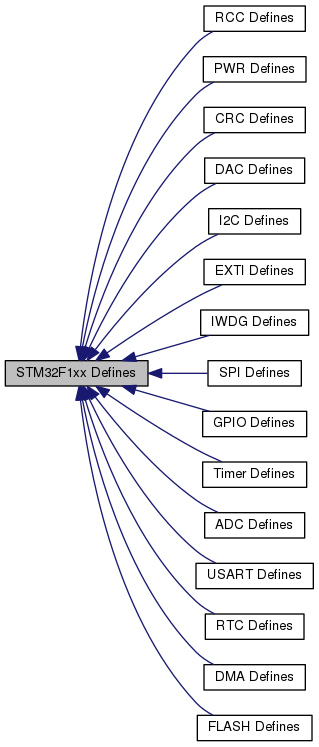 RCC Defines
PWR Defines
CRC Defines
DAC Defines
I2C Defines
EXTI Defines
IWDG Defines
STM32F1xx Defines
SPI Defines
GPIO Defines
Timer Defines
ADC Defines
USART Defines
RTC Defines
DMA Defines
FLASH Defines